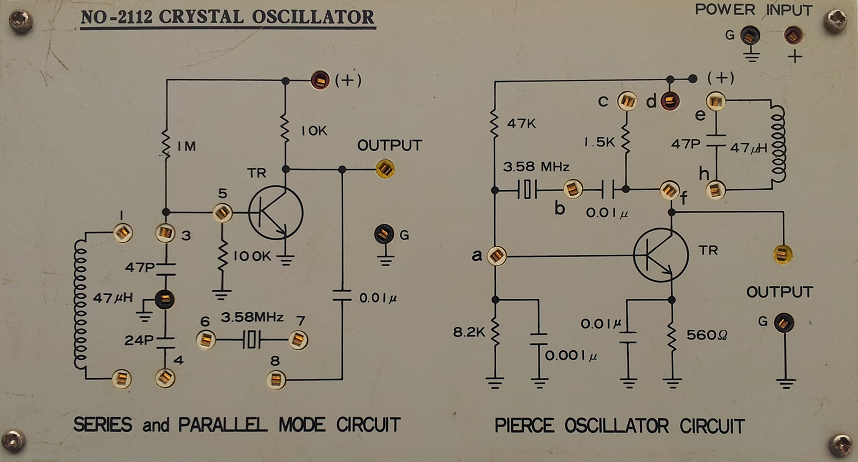 NO-2112 CRYSTAL OSCILLATOR
POWER INPUT
G
+
(+)
1M
10K
OUTPUT
TR
5
1
3
G
100K
47P
47μH
24P
3.58MHz
6
7
0.01μ
4
8
SERIES and PARALLEL MODE CIRCUIT
(+)
c
d
e
47K
1.5K
47P
47μH
3.58 MHz
b
0.01μ
f
h
a
TR
OUTPUT
G
8.2K
0.001μ
0.01μ
560Ω
PIERCE OSCILLATOR CIRCUIT